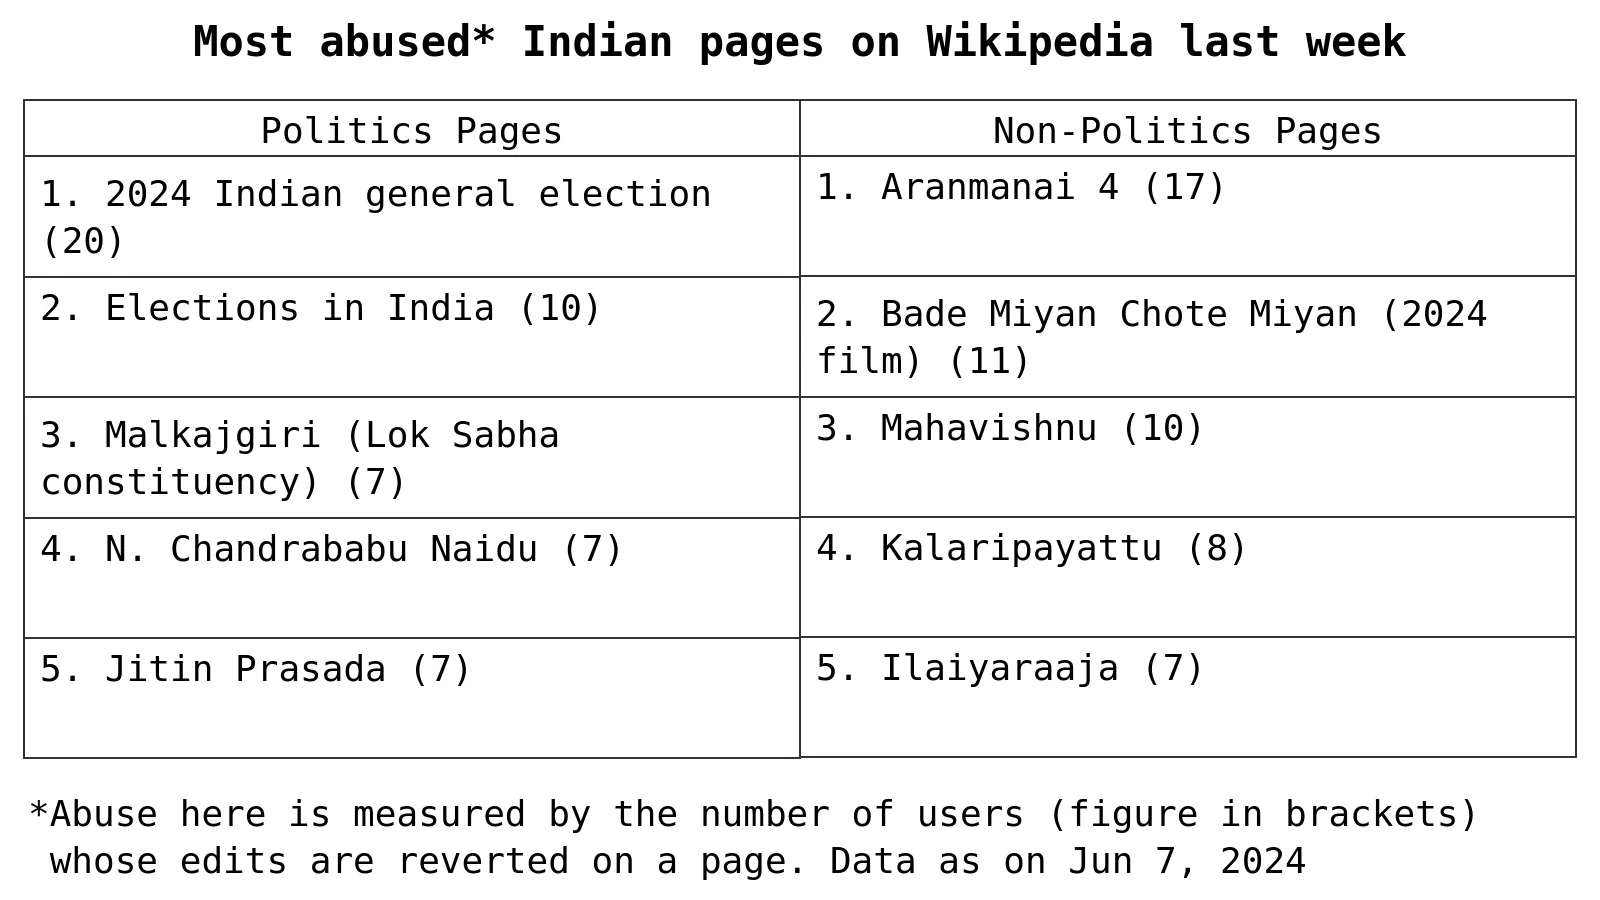 Most abused* Indian pages on Wikipedia last week
Politics Pages
Non-Politics Pages
1. 2024 Indian general election
(20)
1. Aranmanai 4 (17)
2. Elections in India (10)
2. Bade Miyan Chote Miyan (2024
film) (11)
3. Malkajgiri (Lok Sabha
constituency) (7)
3. Mahavishnu (10)
4. N. Chandrababu Naidu (7)
4. Kalaripayattu (8)
5. Jitin Prasada (7)
5. Ilaiyaraaja (7)
*Abuse here is measured by the number of users (figure in brackets)
whose edits are reverted on a page. Data as on Jun 7, 2024